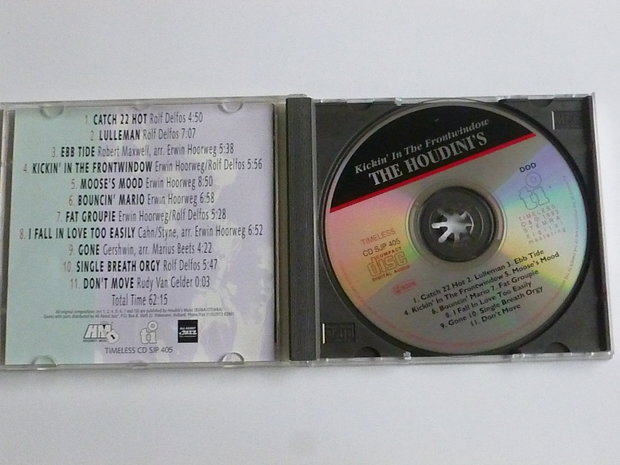 1. CATCH 22 HOT Rolf Delfos 4:50
2. LULLEMAN Rolf Delfos 7:07
3. EBB TIDE Robert Maxwell, arr. Erwin Hoorweg 5:38
4. KICKIN' IN THE FRONTWINDOW Erwin Hoorweg/Rolf Delfos 5:56
5. MOOSE'S MOOD Erwin Hoorweg 8:50
6. BOUNCIN' MARIO Erwin Hoorweg 6:58
7. FAT GROUPIE Erwin Hoorweg/Rolf Delfos 5:28
8. I FALL IN LOVE TOO EASILY Cahn/Styne, arr. Erwin Hoorweg 6:52
9. GONE Gershwin, arr. Marius Beets 4:22
10. SINGLE BREATH ORGY Rolf Delfos 5:47
11. DON'T MOVE Rudy Van Gelder 0:03
Total Time 62:15
HM
ti
JAZZ
TIMELESS CD SJP 405
Kickin' In The Frontwindow
THE HOUDINI'S
DDD
ti
TIMELESS
STEMRA
TIMELESS
CD SJP 405
COMPACT
disc
DIGITAL AUDIO
1. Catch 22 Hot 2. Lulleman 3. Ebb Tide
4. Kickin' In The Frontwindow 5. Moose's Mood
6. Bouncin' Mario 7. Fat Groupie
8. I Fall In Love Too Easily
9. Gone 10. Single Breath Orgy
11. Don't Move